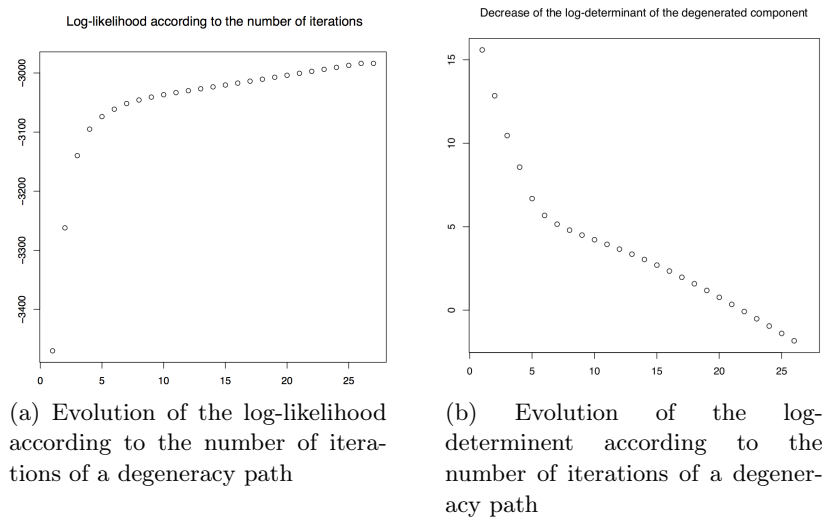 Log-likelihood according to the number of iterations
-3000
-3100
-3200
-3300
-3400
0 5 10 15 20 25
(a) Evolution of the log-likelihood
according to the number of itera-
tions of a degeneracy path
Decrease of the log-determinant of the degenerated component
15
10
5
0
0 5 10 15 20 25
(b) Evolution of the log-
determinent according to the
number of iterations of a degener-
acy path